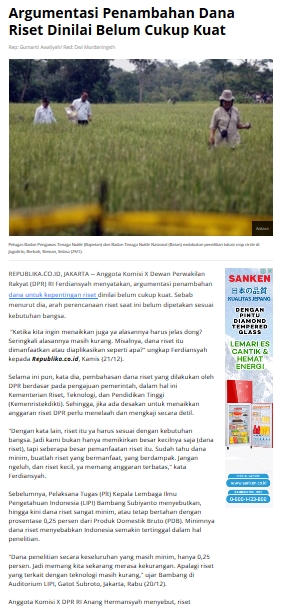 Argumentasi Penambahan Dana
Riset Dinilai Belum Cukup Kuat
Rep: Gumanti Awaliyah/ Red: Dwi Murdaningsih
Antara
Petugas Badan Pengawas Tenaga Nuklir (Bapeten) dan Badan Tenaga Nuklir Nasional (Batan) melakukan penelitian lokasi crop circle di
Jogotirto, Berbah, Sleman, Selasa (25/1).
REPUBLIKA.CO.ID, JAKARTA -- Anggota Komisi X Dewan Perwakilan
Rakyat (DPR) RI Ferdiansyah menyatakan, argumentasi penambahan
dana untuk kepentingan riset dinilai belum cukup kuat. Sebab
menurut dia, arah perencanaan riset saat ini belum dipetakan sesuai
kebutuhan bangsa.
"Ketika kita ingin menaikkan juga ya alasannya harus jelas dong?
Seringkali alasannya masih kurang. Misalnya, dana riset itu
dimanfaatkan atau diaplikasikan seperti apa?" ungkap Ferdiansyah
kepada Republika.co.id, Kamis (21/12).
Selama ini pun, kata dia, pembahasan dana riset yang dilakukan oleh
DPR berdasar pada pengajuan pemerintah, dalam hal ini
Kementerian Riset, Teknologi, dan Pendidikan Tinggi
(Kemenristekdikti). Sehingga, jika ada desakan untuk menaikkan
anggaran riset DPR perlu menelaah dan mengkaji secara detil.
"Dengan kata lain, riset itu ya harus sesuai dengan kebutuhan
bangsa. Jadi kami bukan hanya memikirkan besar kecilnya saja (dana
riset), tapi seberapa besar pemanfaatan riset itu. Sudah tahu dana
minim, buatlah riset yang bermanfaat, yang berdampak. Jangan
ngeluh, dan riset kecil, ya memang anggaran terbatas," kata
Ferdiansyah.
Sebelumnya, Pelaksana Tugas (Plt) Kepala Lembaga Ilmu
Pengetahuan Indonesia (LIPI) Bambang Subiyanto menyebutkan,
hingga kini dana riset sangat minim, atau tetap bertahan dengan
prosentase 0,25 persen dari Produk Domestik Bruto (PDB). Minimnya
dana riset menyebabkan Indonesia semakin tertinggal dalam hal
penelitian.
"Dana penelitian secara keseluruhan yang masih minim, hanya 0,25
persen. Jadi memang kita sekarang merasa kekurangan. Apalagi riset
yang terkait dengan teknologi masih kurang," ujar Bambang di
Auditorium LIPI, Gatot Subroto, Jakarta, Rabu (20/12).
Anggota Komisi X DPR RI Anang Hermansyah menyebut, riset
SANKEN
日本の品質
KUALITAS JEPANG
DENGAN
PINTU
DIAMOND
TEMPERED
GLASS
LEMARI ES
CANTIK &
HEMAT
ENERGI
www.sanken.co.id
0-800-1-123-800